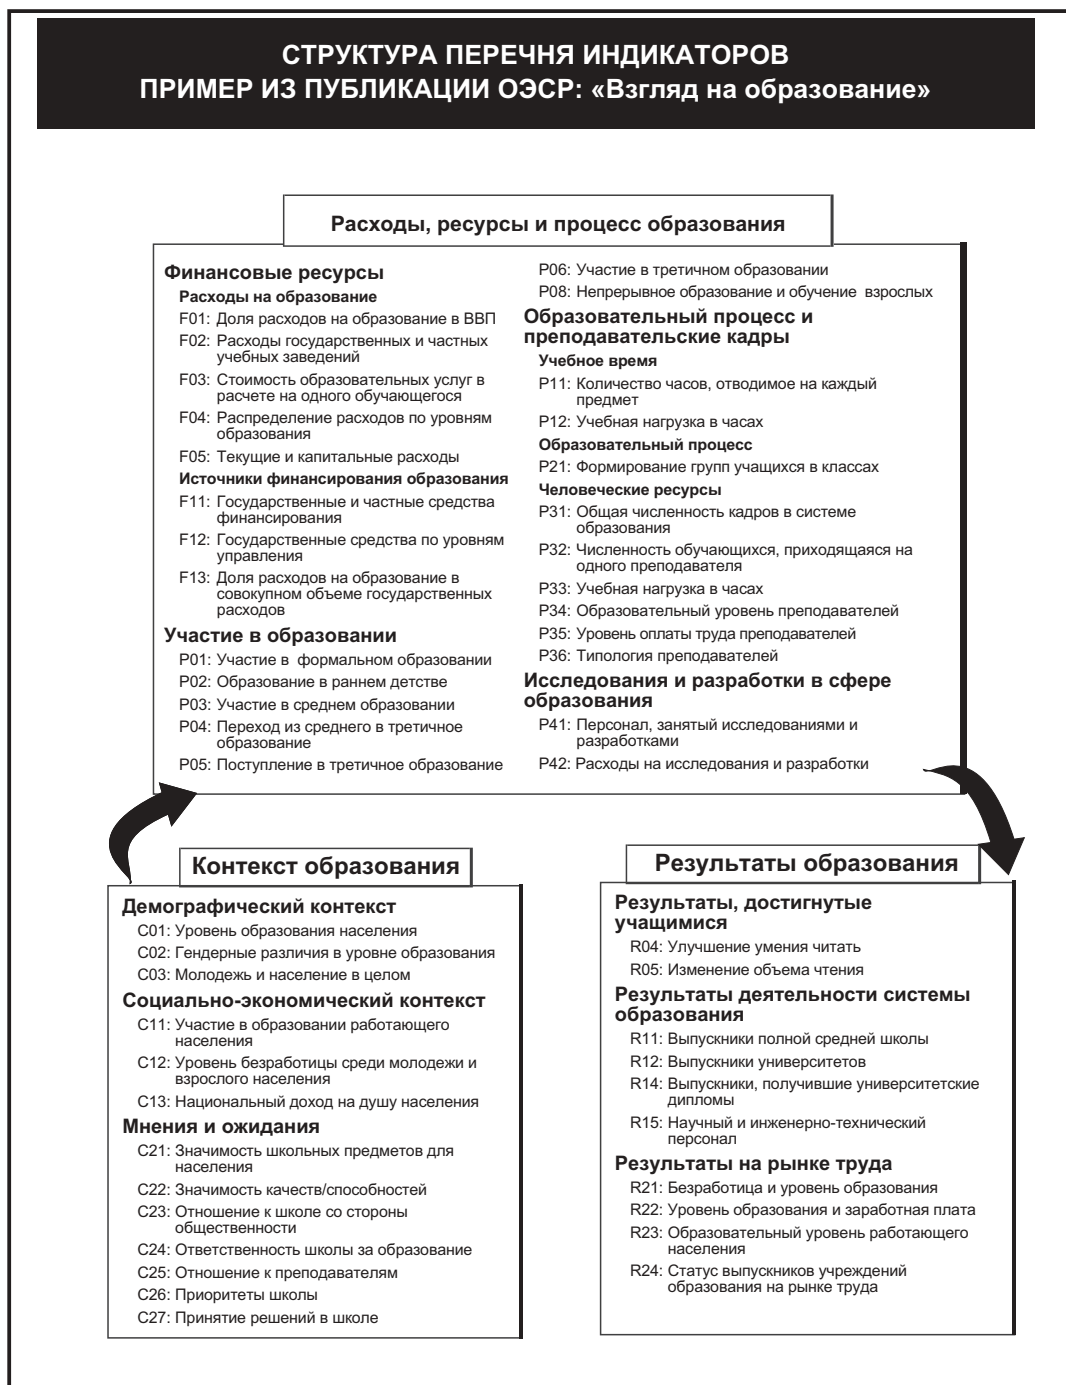 СТРУКТУРА ПЕРЕЧНЯ ИНДИКАТОРОВ
ПРИМЕР ИЗ ПУБЛИКАЦИИ ОЭСР: «Взгляд на образование»
Расходы, ресурсы и процесс образования
Финансовые ресурсы
Расходы на образование
F01: Доля расходов на образование в ВВП
F02: Расходы государственных и частных
учебных заведений
F03: Стоимость образовательных услуг в
расчете на одного обучающегося
F04: Распределение расходов по уровням
образования
F05: Текущие и капитальные расходы
Источники финансирования образования
F11: Государственные и частные средства
финансирования
F12: Государственные средства по уровням
управления
F13: Доля расходов на образование в
совокупном объеме государственных
расходов
Участие в образовании
P01: Участие в формальном образовании
P02: Образование в раннем детстве
P03: Участие в среднем образовании
P04: Переход из среднего в третичное
образование
P05: Поступление в третичное образование
P06: Участие в третичном образовании
P08: Непрерывное образование и обучение взрослых
Образовательный процесс и
преподавательские кадры
Учебное время
P11: Количество часов, отводимое на каждый
предмет
P12: Учебная нагрузка в часах
Образовательный процесс
P21: Формирование групп учащихся в классах
Человеческие ресурсы
P31: Общая численность кадров в системе
образования
P32: Численность обучающихся, приходящаяся на
одного преподавателя
P33: Учебная нагрузка в часах
P34: Образовательный уровень преподавателей
P35: Уровень оплаты труда преподавателей
P36: Типология преподавателей
Исследования и разработки в сфере
образования
P41: Персонал, занятый исследованиями и
разработками
P42: Расходы на исследования и разработки
Контекст образования
Демографический контекст
C01: Уровень образования населения
C02: Гендерные различия в уровне образования
C03: Молодежь и население в целом
Социально-экономический контекст
C11: Участие в образовании работающего
населения
C12: Уровень безработицы среди молодежи и
взрослого населения
C13: Национальный доход на душу населения
Мнения и ожидания
C21: Значимость школьных предметов для
населения
C22: Значимость качеств/способностей
C23: Отношение к школе со стороны
общественности
C24: Ответственность школы за образование
C25: Отношение к преподавателям
C26: Приоритеты школы
C27: Принятие решений в школе
Результаты образования
Результаты, достигнутые
учащимися
R04: Улучшение умения читать
R05: Изменение объема чтения
Результаты деятельности системы
образования
R11: Выпускники полной средней школы
R12: Выпускники университетов
R14: Выпускники, получившие университетские
дипломы
R15: Научный и инженерно-технический
персонал
Результаты на рынке труда
R21: Безработица и уровень образования
R22: Уровень образования и заработная плата
R23: Образовательный уровень работающего
населения
R24: Статус выпускников учреждений
образования на рынке труда